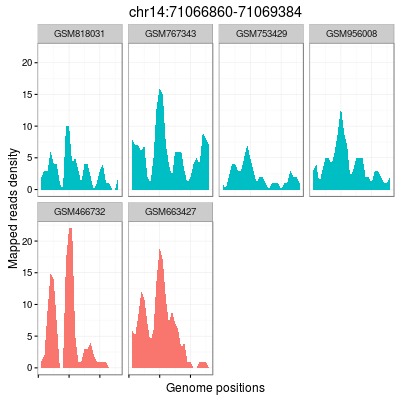 chr14:71066860-71069384
GSM818031 GSM767343 GSM753429 GSM956008
20
15
10
5
0
GSM466732 GSM663427
20
15
10
5
0
Mapped reads density
Genome positions